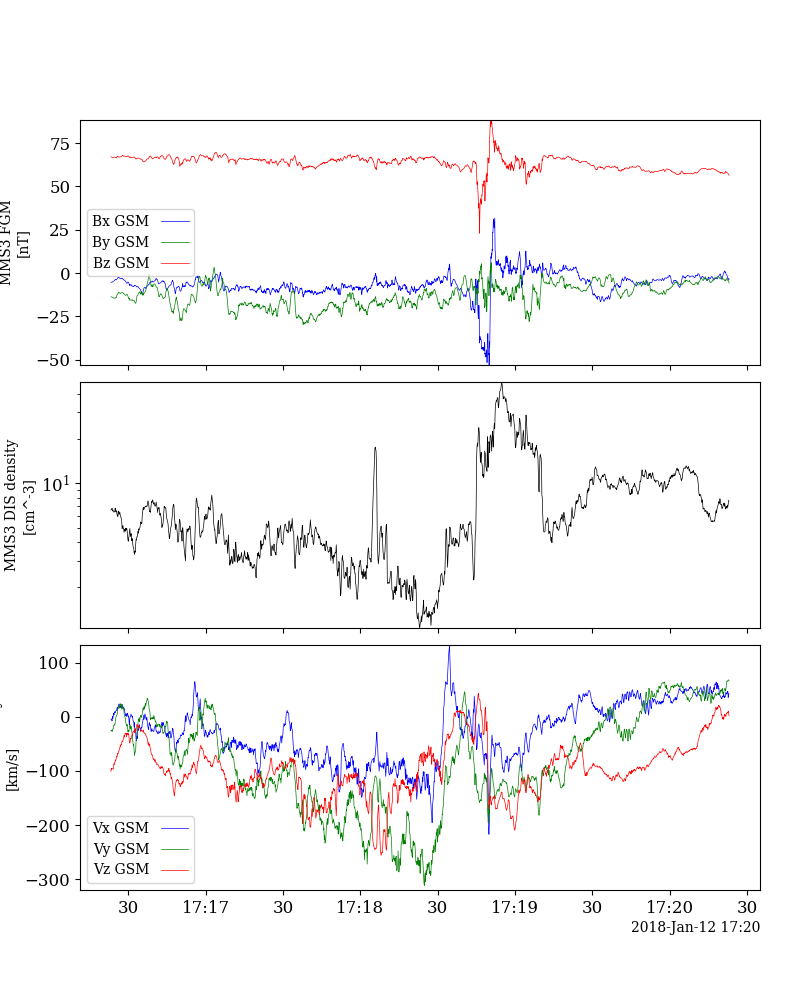 75
50
25
0
−25
−50
MMS3 FGM
[nT]
Bx GSM
By GSM
Bz GSM
10^1
MMS3 DIS density
[cm^-3]
100
0
−100
−200
−300
[km/s]
Vx GSM
Vy GSM
Vz GSM
30 17:17 30 17:18 30 17:19 30 17:20 30
2018-Jan-12 17:20